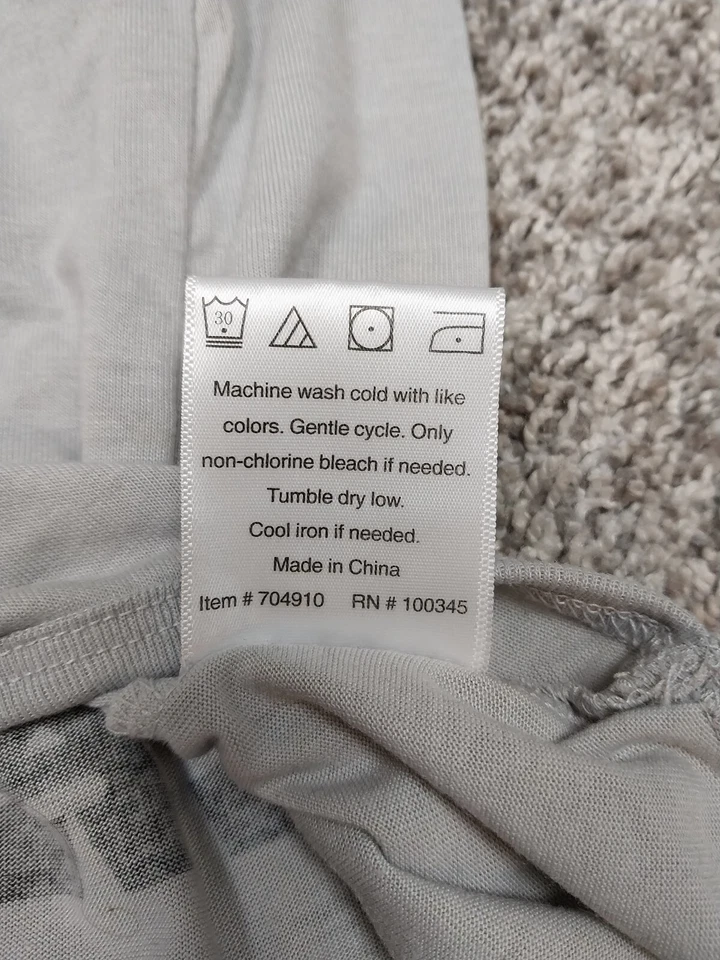 30
Machine wash cold with like
colors. Gentle cycle. Only
non-chlorine bleach if needed.
Tumble dry low.
Cool iron if needed.
Made in China
Item # 704910 RN # 100345